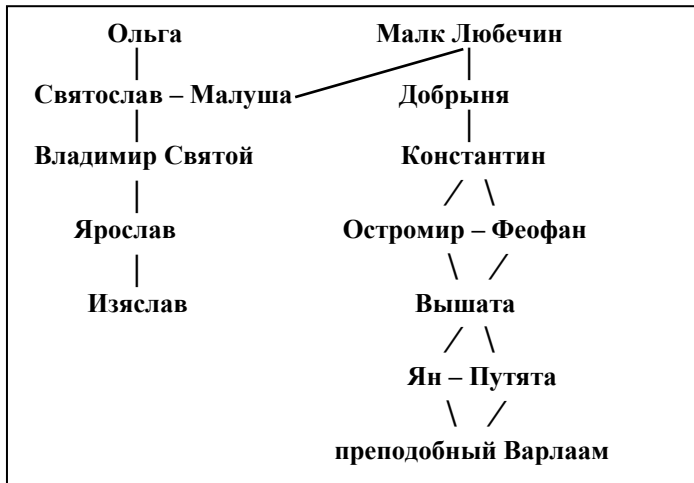 Ольга Малк Любечин
Святослав – Малуша Добрыня
Владимир Святой Константин
Ярослав Остромир – Феофан
Изяслав Вышата
Ян – Путята
преподобный Варлаам